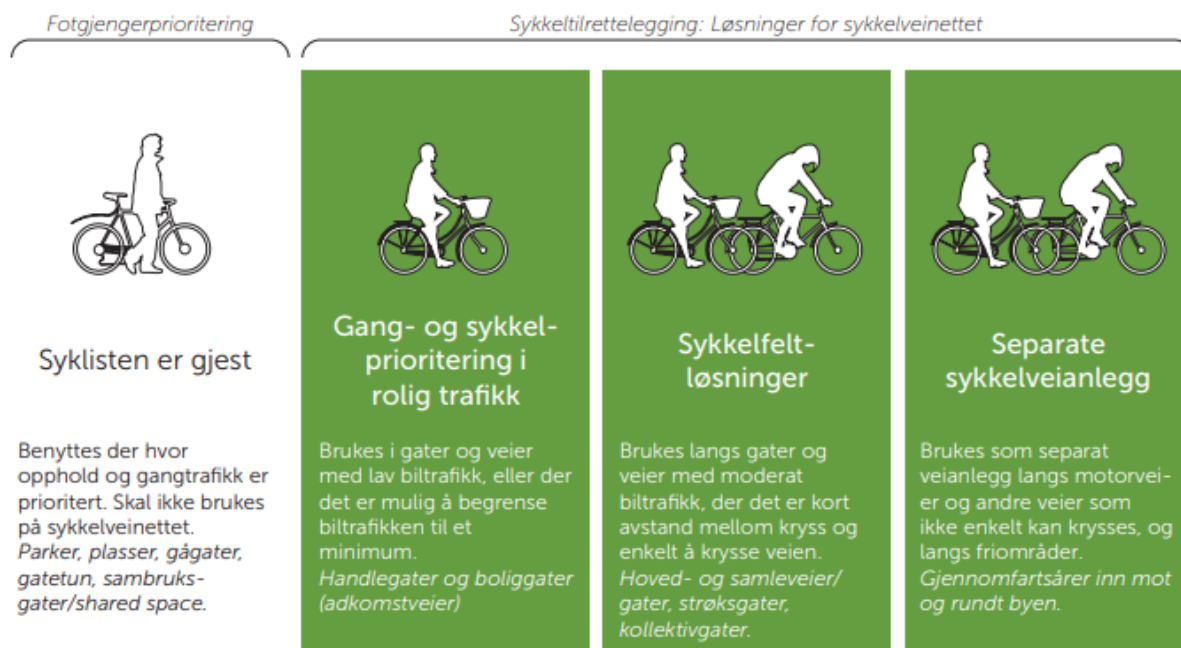 Fotgjengerprioritering
Sykkeltilrettelegging: Løsninger for sykkelveinettet
Syklisten er gjest
Benyttes der hvor
opphold og gangtrafikk er
prioritert. Skal ikke brukes
på sykkelveinettet.
Parker, plasser, gågater,
gatetun, sambruks-
gater/shared space.
Gang- og sykkel-
prioritering i
rolig trafikk
Brukes i gater og veier
med lav biltrafikk, eller der
det er mulig å begrense
biltrafikken til et
minimum.
Handlegater og boliggater
(adkomstveier)
Sykkelfelt-
løsninger
Brukes langs gater og
veier med moderat
biltrafikk, der det er kort
avstand mellom kryss og
enkelt å krysse veien.
Hoved- og samleveier/
gater, strøksgater,
kollektivgater.
Separate
sykkelveianlegg
Brukes som separat
veianlegg langs motorvei-
er og andre veier som
ikke enkelt kan krysses, og
langs friområder.
Gjennomfartsårer inn mot
og rundt byen.